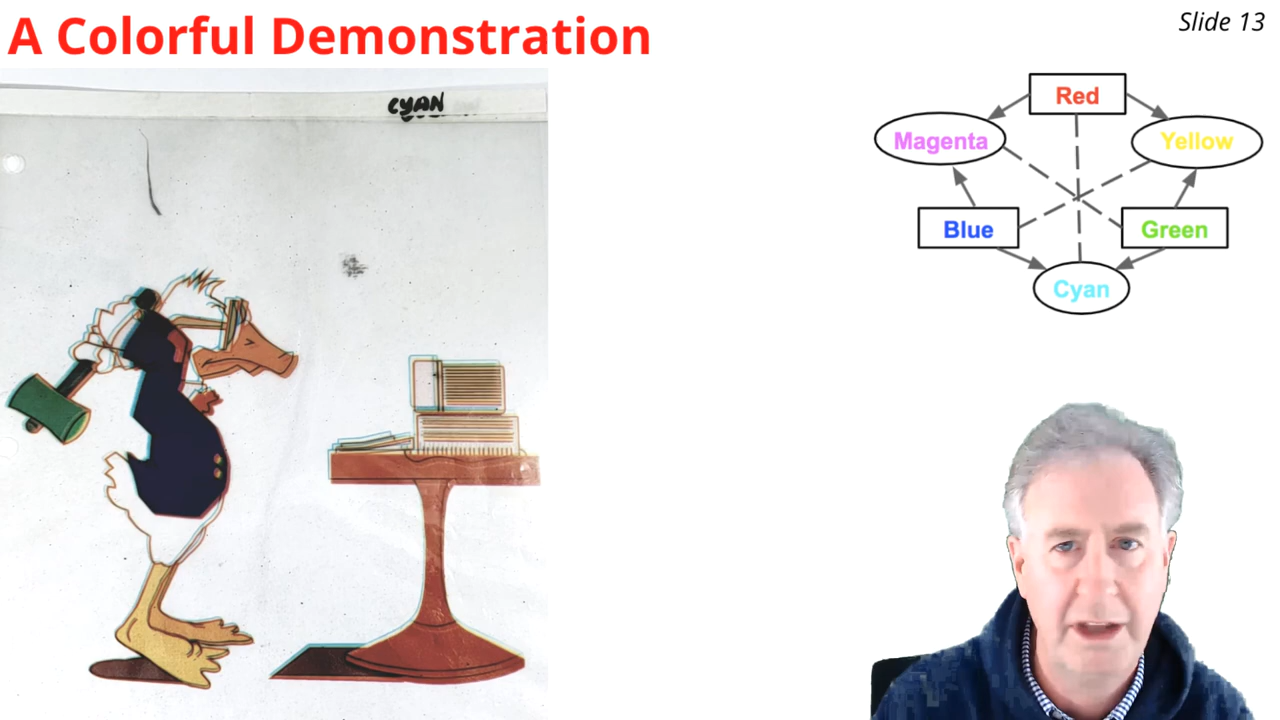 A Colorful Demonstration
Slide 13
CYAN
Red
Magenta
Yellow
Blue
Green
Cyan